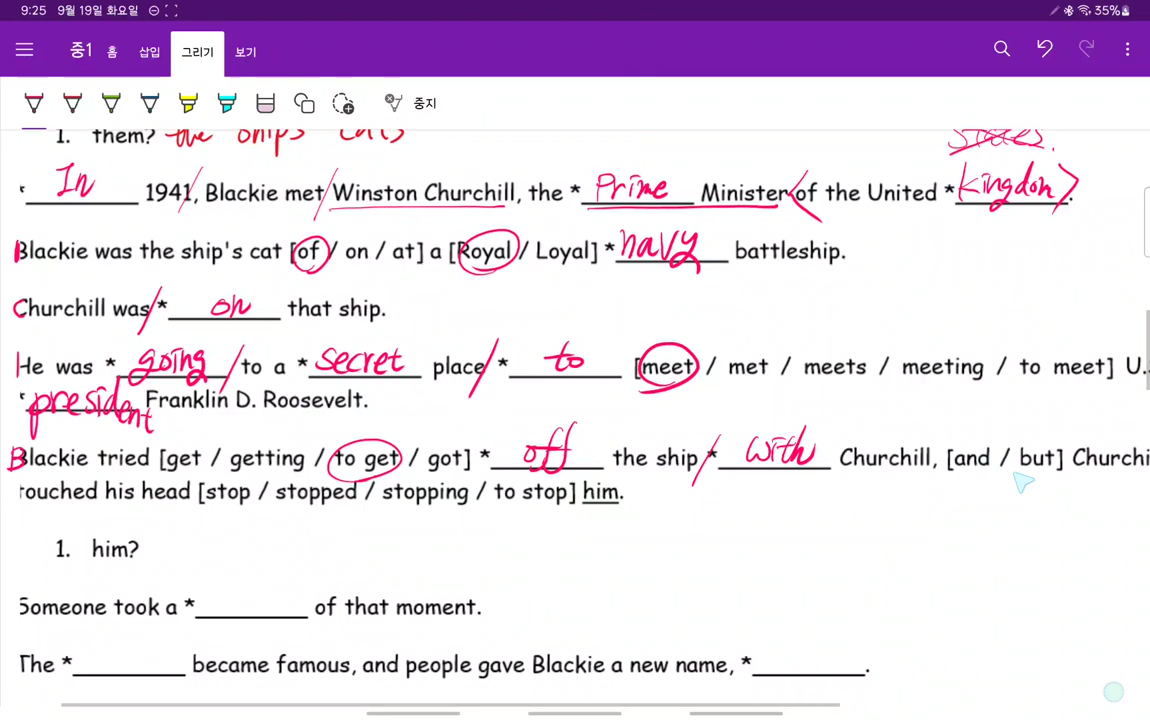 9:25 9월 19일 화요일 35%
중1 홈 삽입 그리기 보기
중지
1. them? the ships cats
states.
* In 1941, Blackie met Winston Churchill, the * Prime Minister of the United * kingdon.
Blackie was the ship's cat [of / on / at] a [Royal / Loyal] * navy battleship.
Churchill was * on that ship.
He was * going to a * secret place * to [meet / met / meets / meeting / to meet] U.S.
* president Franklin D. Roosevelt.
Blackie tried [get / getting / to get / got] * off the ship * with Churchill, [and / but] Churchi
touched his head [stop / stopped / stopping / to stop] him.
1. him?
Someone took a * of that moment.
The * became famous, and people gave Blackie a new name, * .